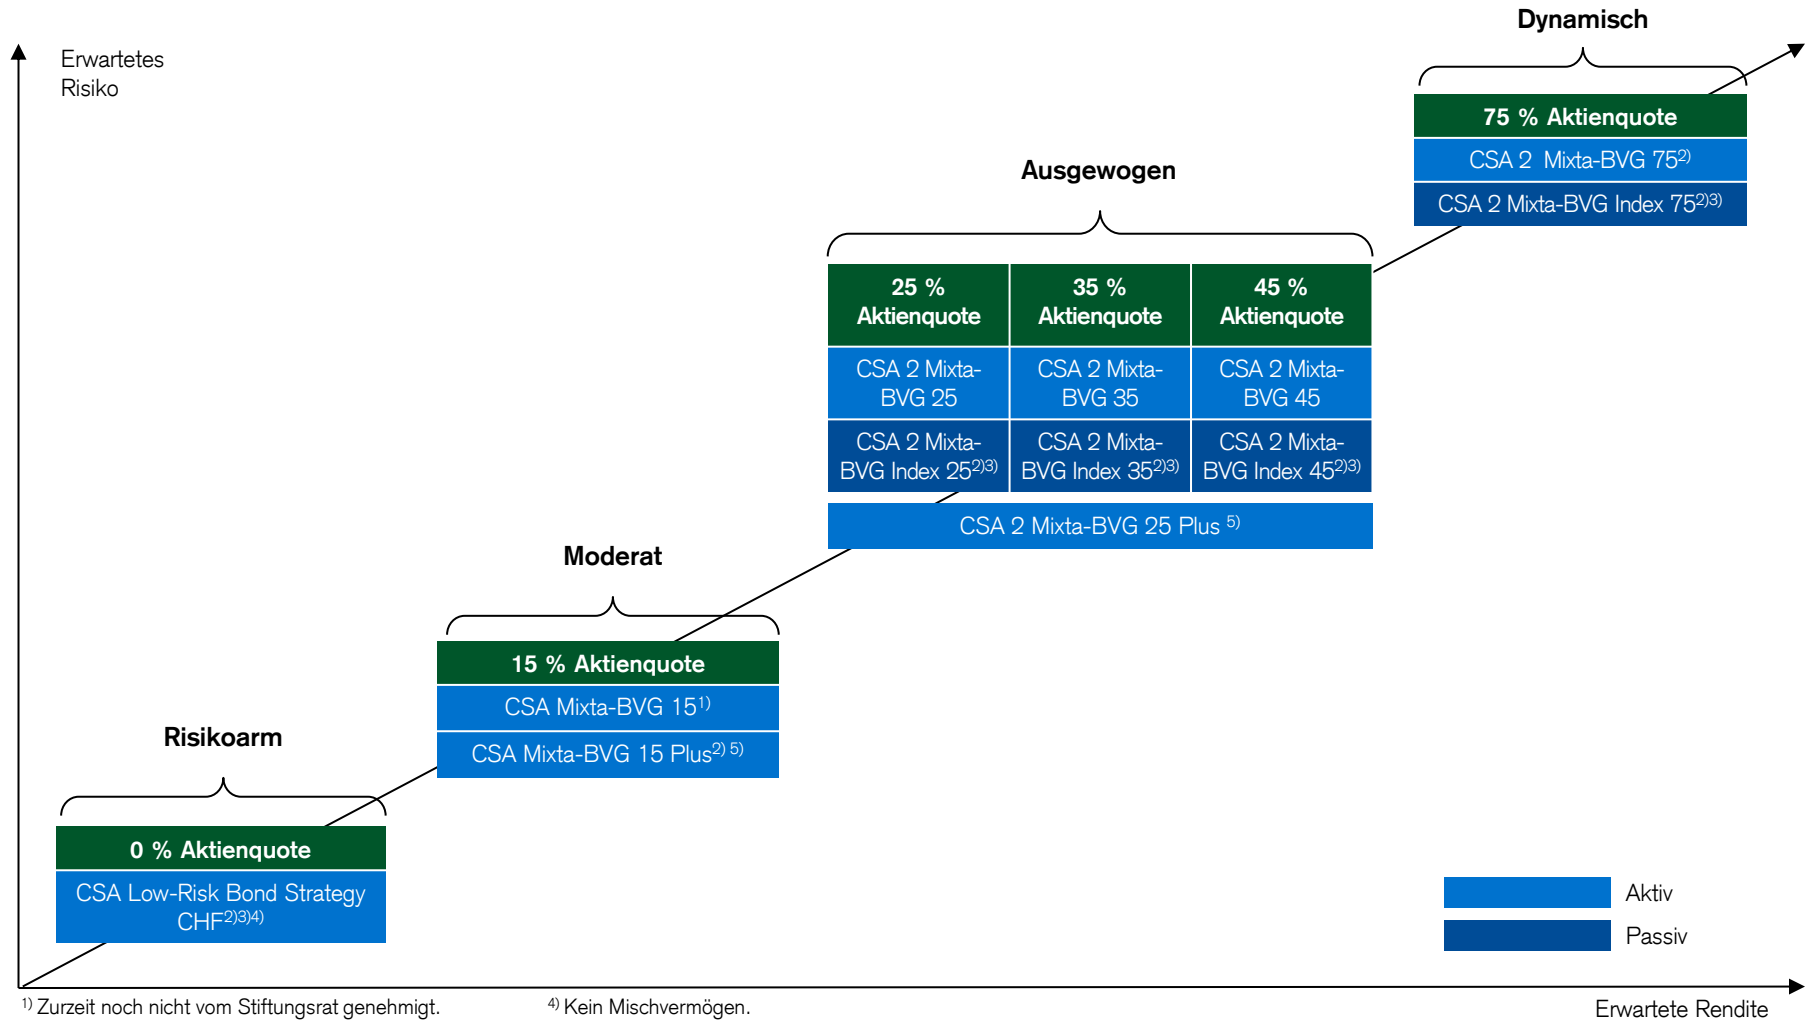 Dynamisch
Erwartetes
Risiko
75 % Aktienquote
CSA 2 Mixta-BVG 75²⁾
CSA 2 Mixta-BVG Index 75²⁾³⁾
Ausgewogen
25 %
Aktienquote
35 %
Aktienquote
45 %
Aktienquote
CSA 2 Mixta-
BVG 25
CSA 2 Mixta-
BVG 35
CSA 2 Mixta-
BVG 45
CSA 2 Mixta-
BVG Index 25²⁾³⁾
CSA 2 Mixta-
BVG Index 35²⁾³⁾
CSA 2 Mixta-
BVG Index 45²⁾³⁾
CSA 2 Mixta-BVG 25 Plus ⁵⁾
Moderat
15 % Aktienquote
CSA Mixta-BVG 15¹⁾
CSA Mixta-BVG 15 Plus²⁾ ⁵⁾
Risikoarm
0 % Aktienquote
CSA Low-Risk Bond Strategy
CHF²⁾³⁾⁴⁾
Aktiv
Passiv
¹⁾ Zurzeit noch nicht vom Stiftungsrat genehmigt.
⁴⁾ Kein Mischvermögen.
Erwartete Rendite